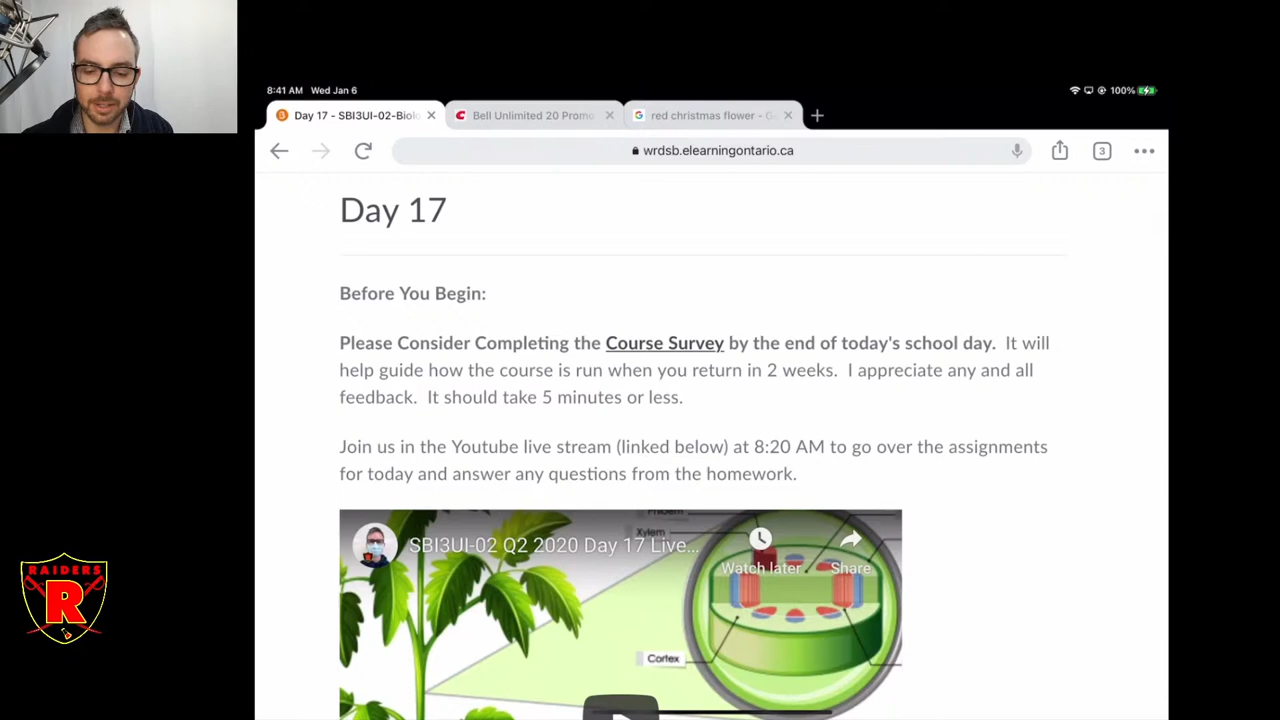 8:41 AM Wed Jan 6
100%
Day 17 - SBI3UI-02-Biolo
Bell Unlimited 20 Promo
red christmas flower - G
wrdsb.elearningontario.ca
3
Day 17
Before You Begin:
Please Consider Completing the Course Survey by the end of today's school day. It will
help guide how the course is run when you return in 2 weeks. I appreciate any and all
feedback. It should take 5 minutes or less.
Join us in the Youtube live stream (linked below) at 8:20 AM to go over the assignments
for today and answer any questions from the homework.
Phloem
Xylem
SBI3UI-02 Q2 2020 Day 17 Live...
Watch later
Share
Cortex
RAIDERS
R